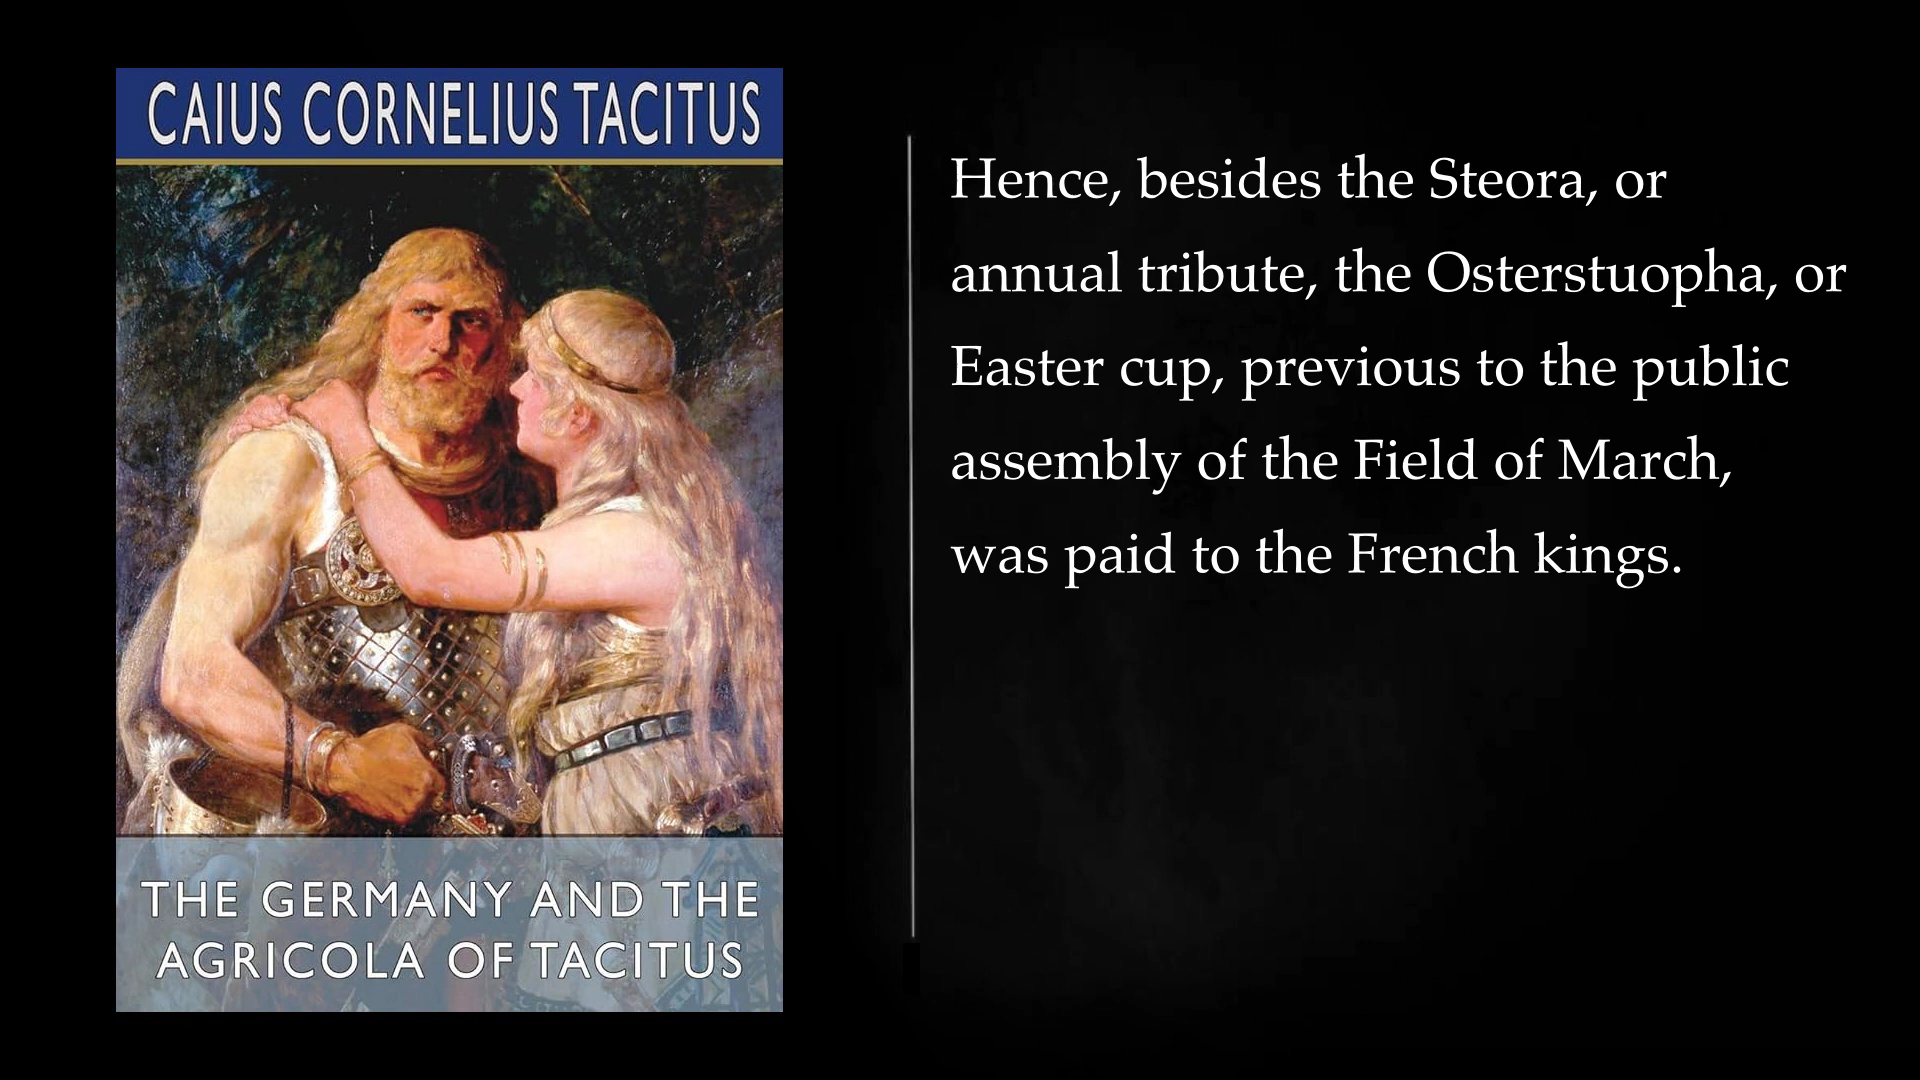 CAIUS CORNELIUS TACITUS
THE GERMANY AND THE
AGRICOLA OF TACITUS
Hence, besides the Steora, or
annual tribute, the Osterstuopha, or
Easter cup, previous to the public
assembly of the Field of March,
was paid to the French kings.